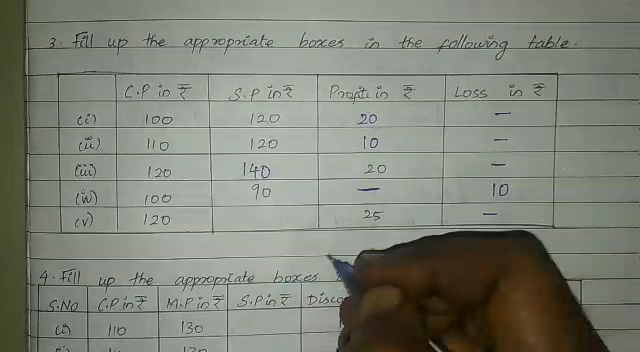 3. Fill up the appropriate boxes in the following table.
C.P in ₹ S.P in ₹ Profit in ₹ Loss in ₹
(i) 100 120 20 —
(ii) 110 120 10 —
(iii) 120 140 20 —
(iv) 100 90 — 10
(v) 120 25 —
4. Fill up the appropriate boxes
S.NO C.P in ₹ M.P in ₹ S.P in ₹ Disco
(i) 110 130